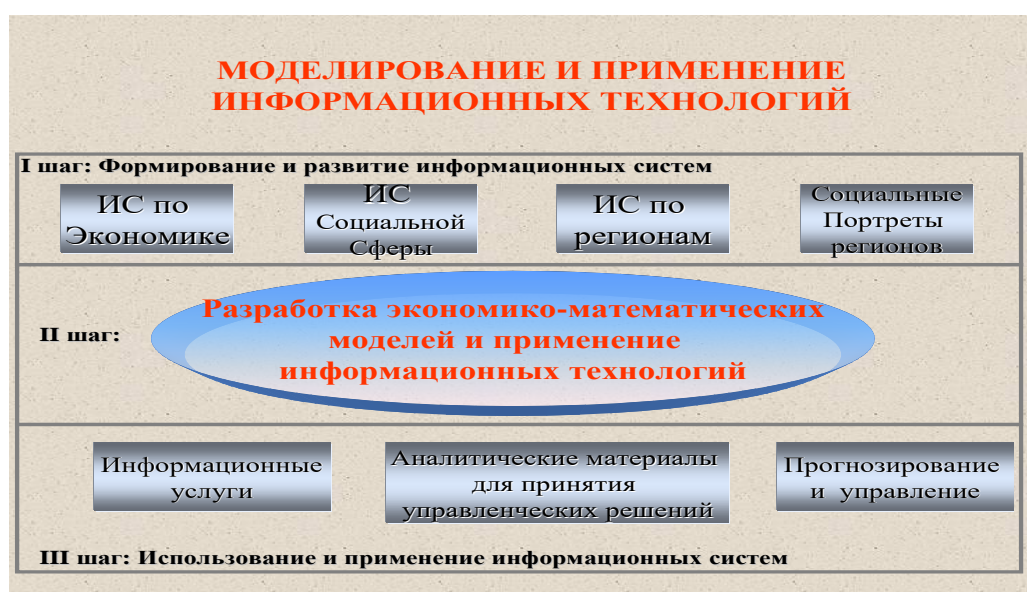 МОДЕЛИРОВАНИЕ И ПРИМЕНЕНИЕ
ИНФОРМАЦИОННЫХ ТЕХНОЛОГИЙ
I шаг: Формирование и развитие информационных систем
ИС по
Экономике
ИС
Социальной
Сферы
ИС по
регионам
Социальные
Портреты
регионов
II шаг:
Разработка экономико-математических
моделей и применение
информационных технологий
Информационные
услуги
Аналитические материалы
для принятия
управленческих решений
Прогнозирование
и управление
III шаг: Использование и применение информационных систем